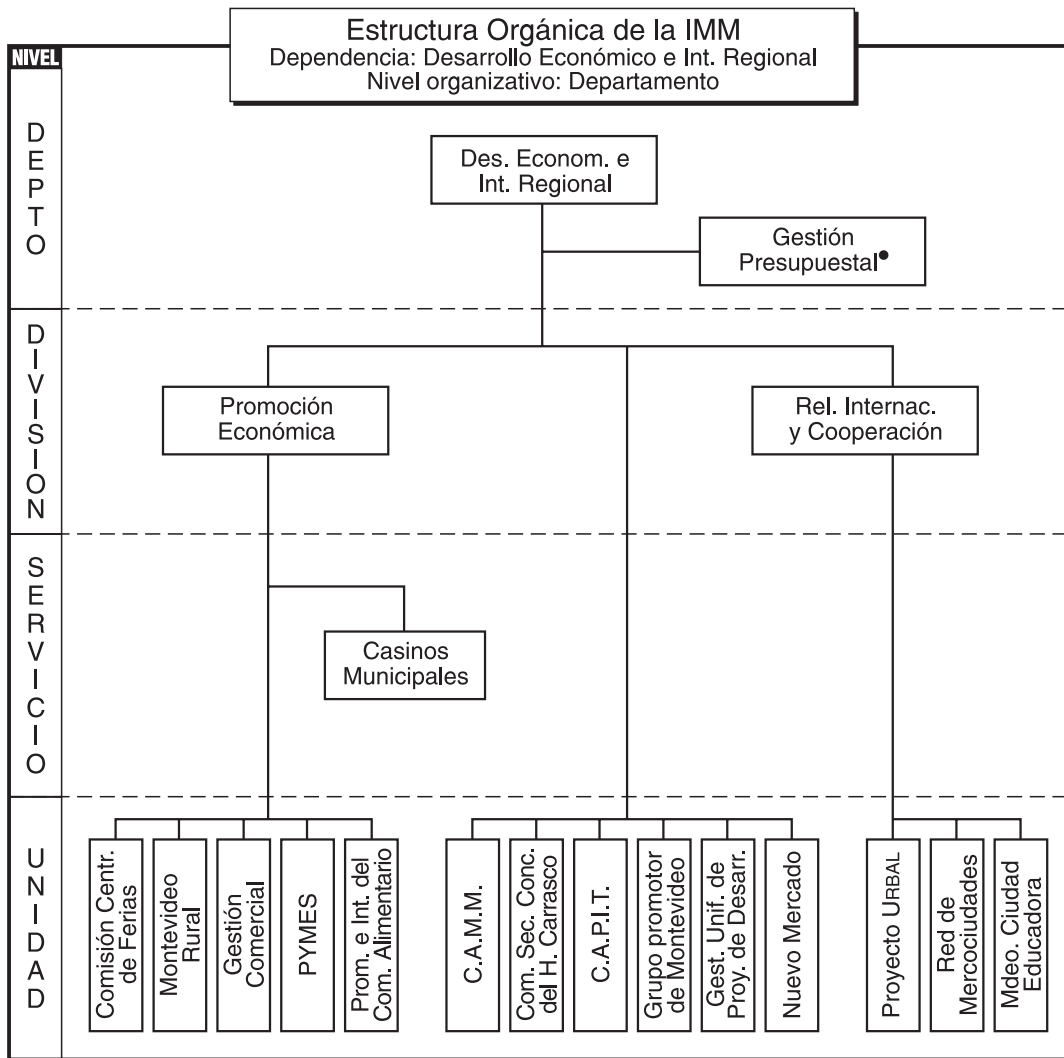 Estructura Orgánica de la IMM
Dependencia: Desarrollo Económico e Int. Regional
Nivel organizativo: Departamento
NIVEL
DEPTO
Des. Econom. e
Int. Regional
Gestión
Presupuestal•
DIVISION
Promoción
Económica
Rel. Internac.
y Cooperación
SERVICIO
Casinos
Municipales
UNIDAD
Comisión Centr.
de Ferias
Montevideo
Rural
Gestión
Comercial
PYMES
Prom. e Int. del
Com. Alimentario
C.A.M.M.
Com. Sec. Conc.
del H. Carrasco
C.A.P.I.T.
Grupo promotor
de Montevideo
Gest. Unif. de
Proy. de Desarr.
Nuevo Mercado
Proyecto URBAL
Red de
Mercociudades
Mdeo. Ciudad
Educadora